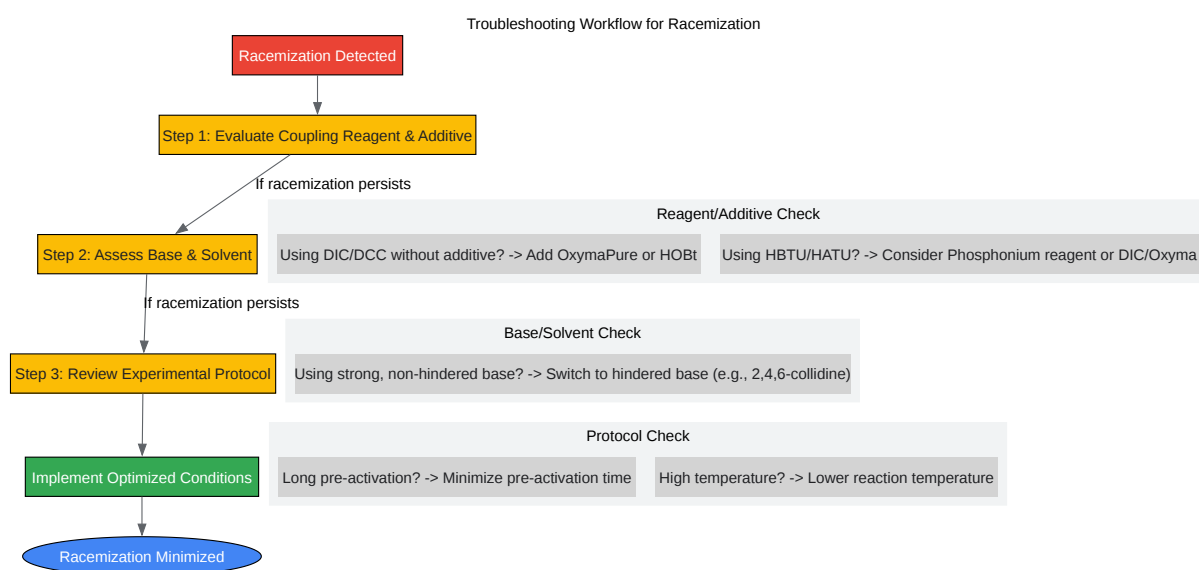 Troubleshooting Workflow for Racemization
Racemization Detected
Step 1: Evaluate Coupling Reagent & Additive
If racemization persists
Reagent/Additive Check
Step 2: Assess Base & Solvent
Using DIC/DCC without additive? -> Add OxymaPure or HOBt
Using HBTU/HATU? -> Consider Phosphonium reagent or DIC/Oxyma
If racemization persists
Base/Solvent Check
Step 3: Review Experimental Protocol
Using strong, non-hindered base? -> Switch to hindered base (e.g., 2,4,6-collidine)
Protocol Check
Implement Optimized Conditions
Long pre-activation? -> Minimize pre-activation time
High temperature? -> Lower reaction temperature
Racemization Minimized